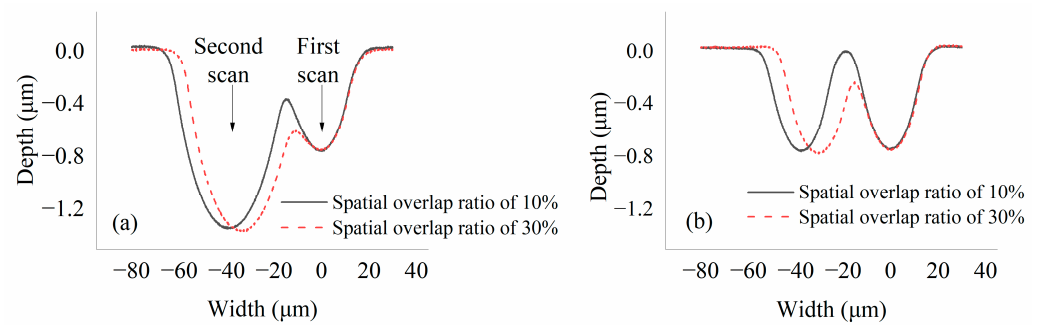 0.0
−0.4
−0.8
−1.2
Depth (μm)
Second
scan
First
scan
Spatial overlap ratio of 10%
Spatial overlap ratio of 30%
(a)
−80 −60 −40 −20 0 20 40
Width (μm)
0.0
−0.4
−0.8
−1.2
Depth (μm)
Spatial overlap ratio of 10%
Spatial overlap ratio of 30%
(b)
−80 −60 −40 −20 0 20 40
Width (μm)